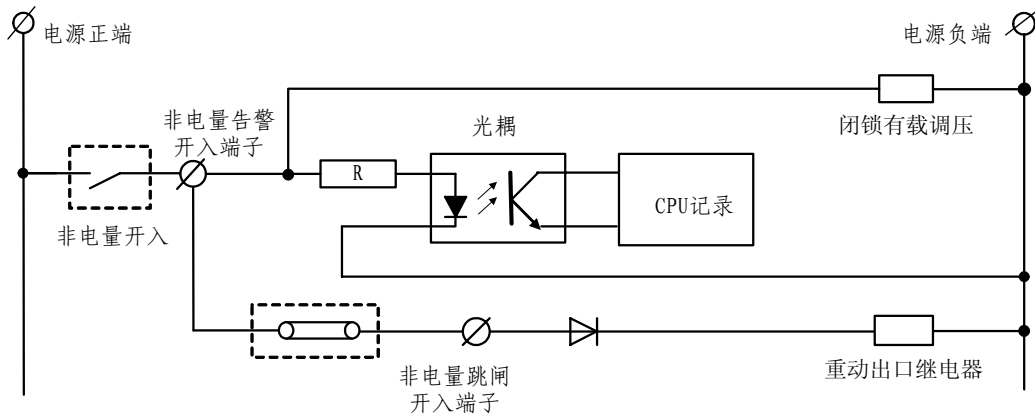 电源正端
电源负端
非电量告警
开入端子
光耦
闭锁有载调压
R
CPU记录
非电量开入
非电量跳闸
开入端子
重动出口继电器